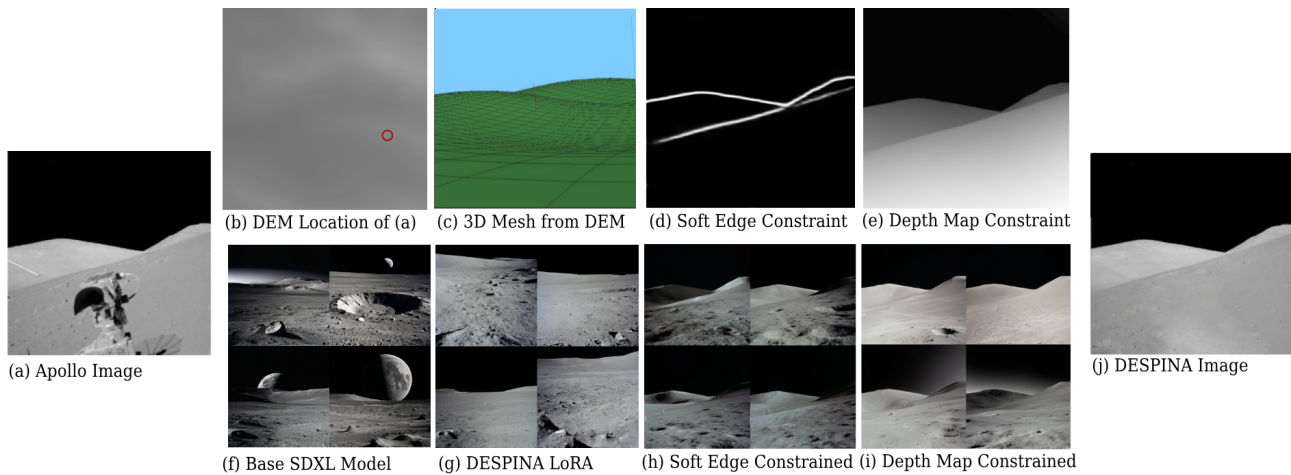 (a) Apollo Image
(b) DEM Location of (a)
(c) 3D Mesh from DEM
(d) Soft Edge Constraint
(e) Depth Map Constraint
(f) Base SDXL Model
(g) DESPINA LoRA
(h) Soft Edge Constrained
(i) Depth Map Constrained
(j) DESPINA Image